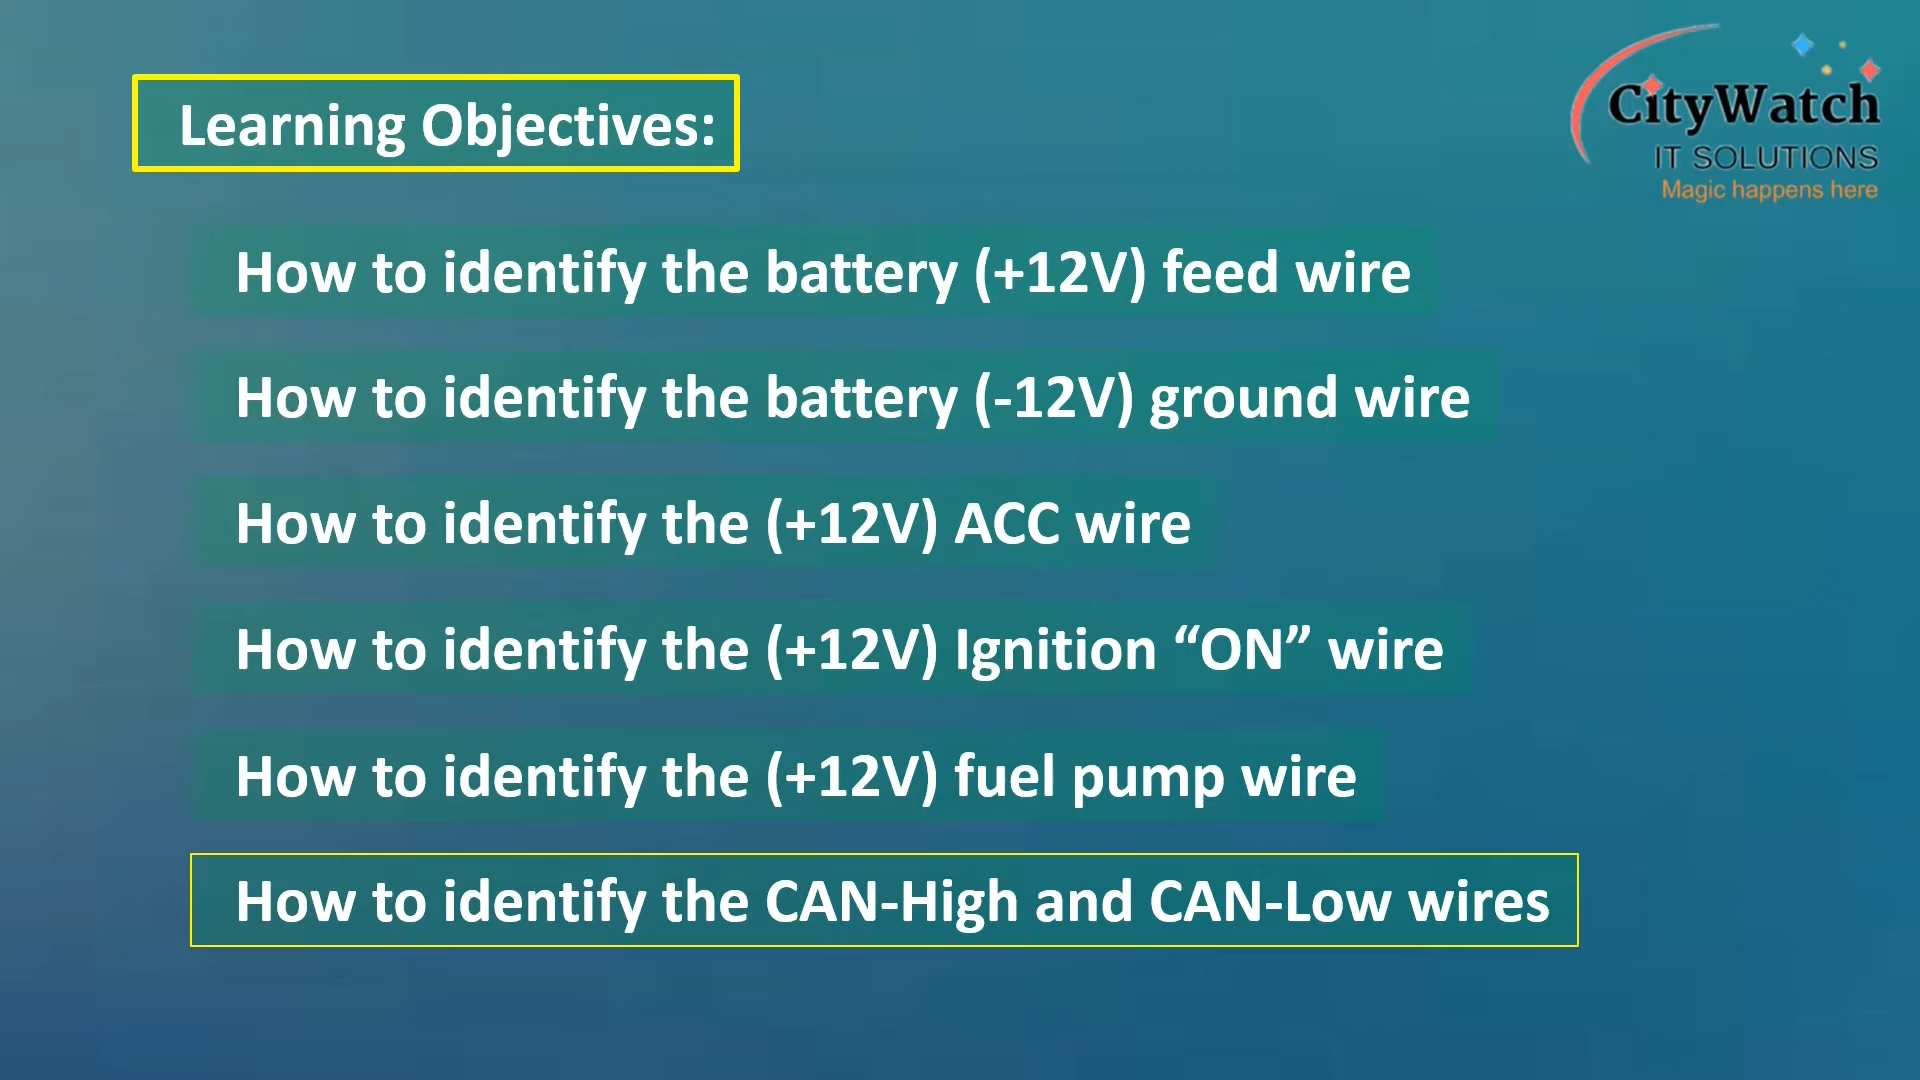 Learning Objectives:
CityWatch
IT SOLUTIONS
Magic happens here
How to identify the battery (+12V) feed wire
How to identify the battery (-12V) ground wire
How to identify the (+12V) ACC wire
How to identify the (+12V) Ignition “ON” wire
How to identify the (+12V) fuel pump wire
How to identify the CAN-High and CAN-Low wires